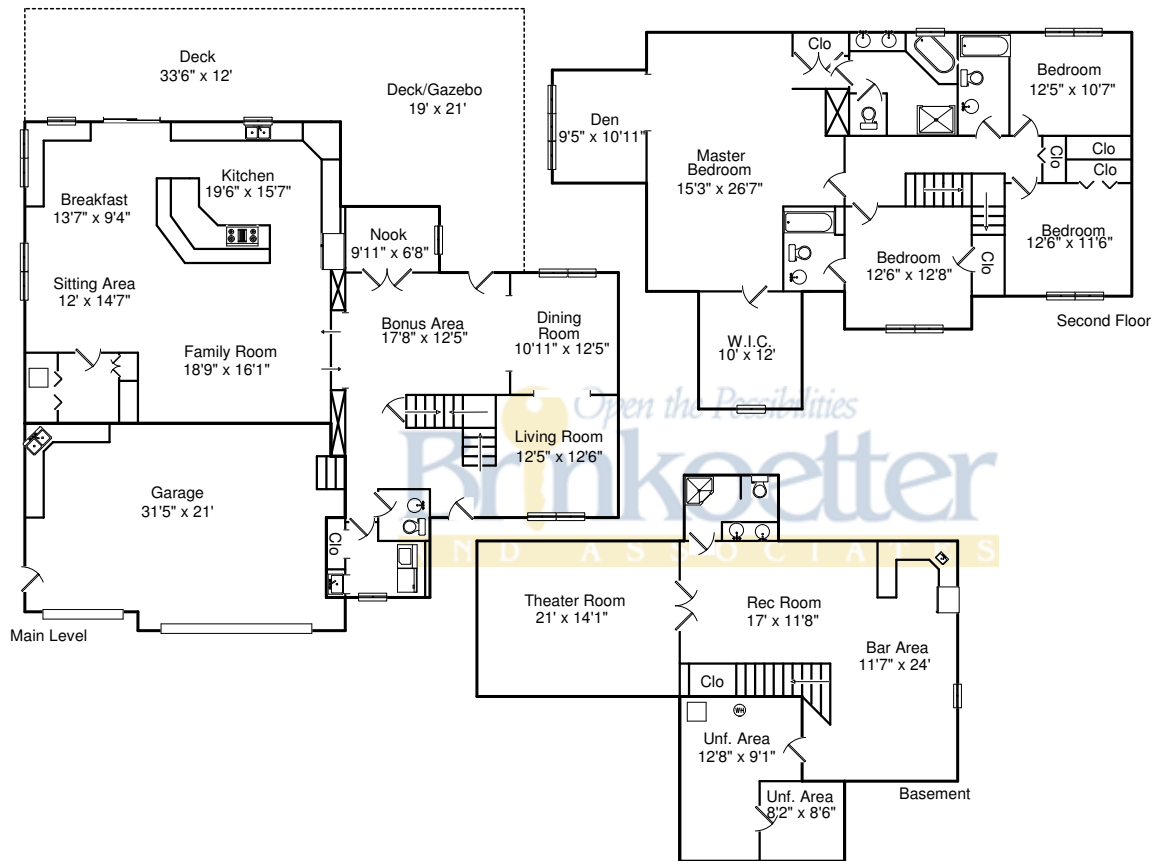 Deck
33'6" x 12'
Deck/Gazebo
19' x 21'
Kitchen
19'6" x 15'7"
Breakfast
13'7" x 9'4"
Nook
9'11" x 6'8"
Sitting Area
12' x 14'7"
Bonus Area
17'8" x 12'5"
Dining
Room
10'11" x 12'5"
Family Room
18'9" x 16'1"
Living Room
12'5" x 12'6"
Garage
31'5" x 21'
Clo
Main Level
Clo
Den
9'5" x 10'11"
Master
Bedroom
15'3" x 26'7"
Bedroom
12'5" x 10'7"
Clo
Clo
Clo
Bedroom
12'6" x 11'6"
Bedroom
12'6" x 12'8"
Clo
W.I.C.
10' x 12'
Second Floor
Open the Possibilities
Brinkoetter
AND ASSOCIATES
Theater Room
21' x 14'1"
Rec Room
17' x 11'8"
Bar Area
11'7" x 24'
Clo
WH
Unf. Area
12'8" x 9'1"
Unf. Area
8'2" x 8'6"
Basement